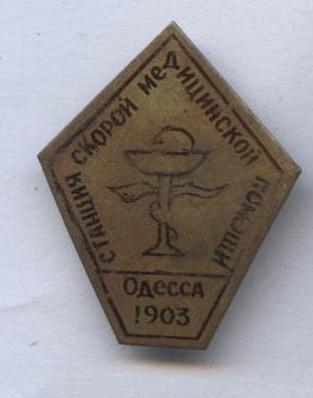 СТАНЦИЯ СКОРОЙ МЕДИЦИНСКОЙ ПОМОЩИ
ОДЕССА
1903